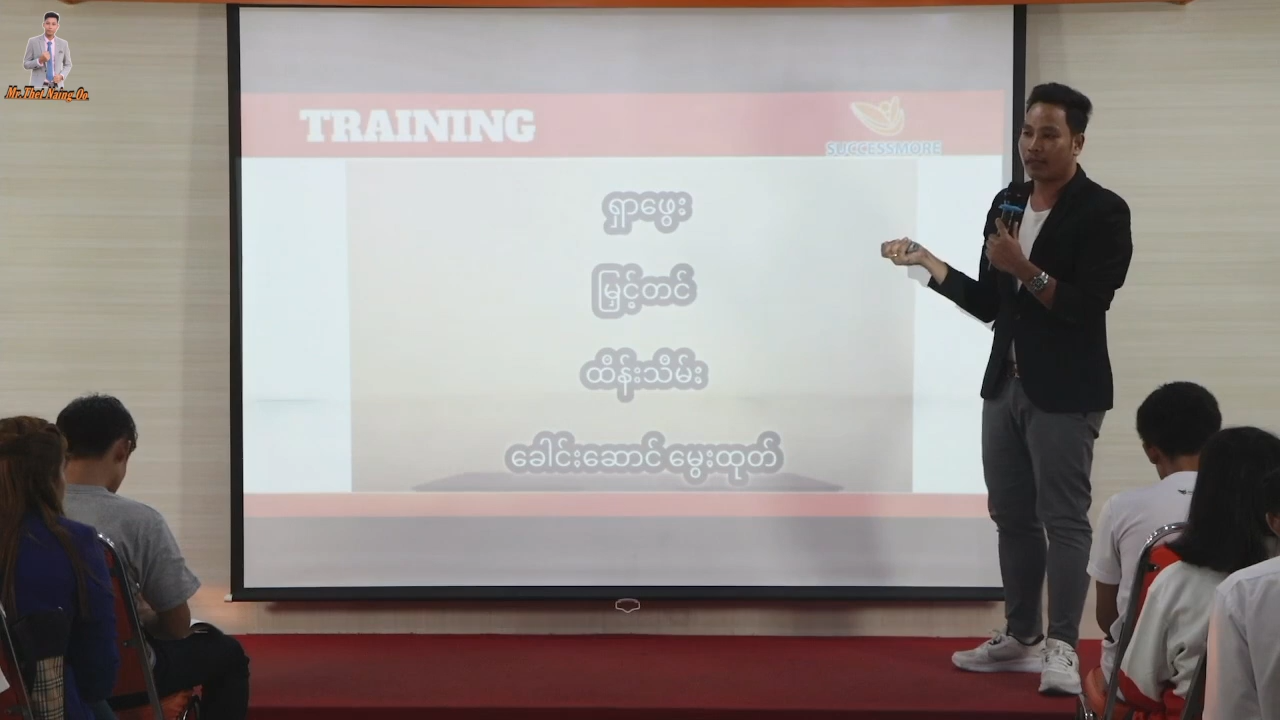 Mr.Thet Naing Oo
TRAINING
SUCCESSMORE
ရှာဖွေး
မြှင့်တင်
ထိန်းသိမ်း
ခေါင်းဆောင် မွေးထုတ်